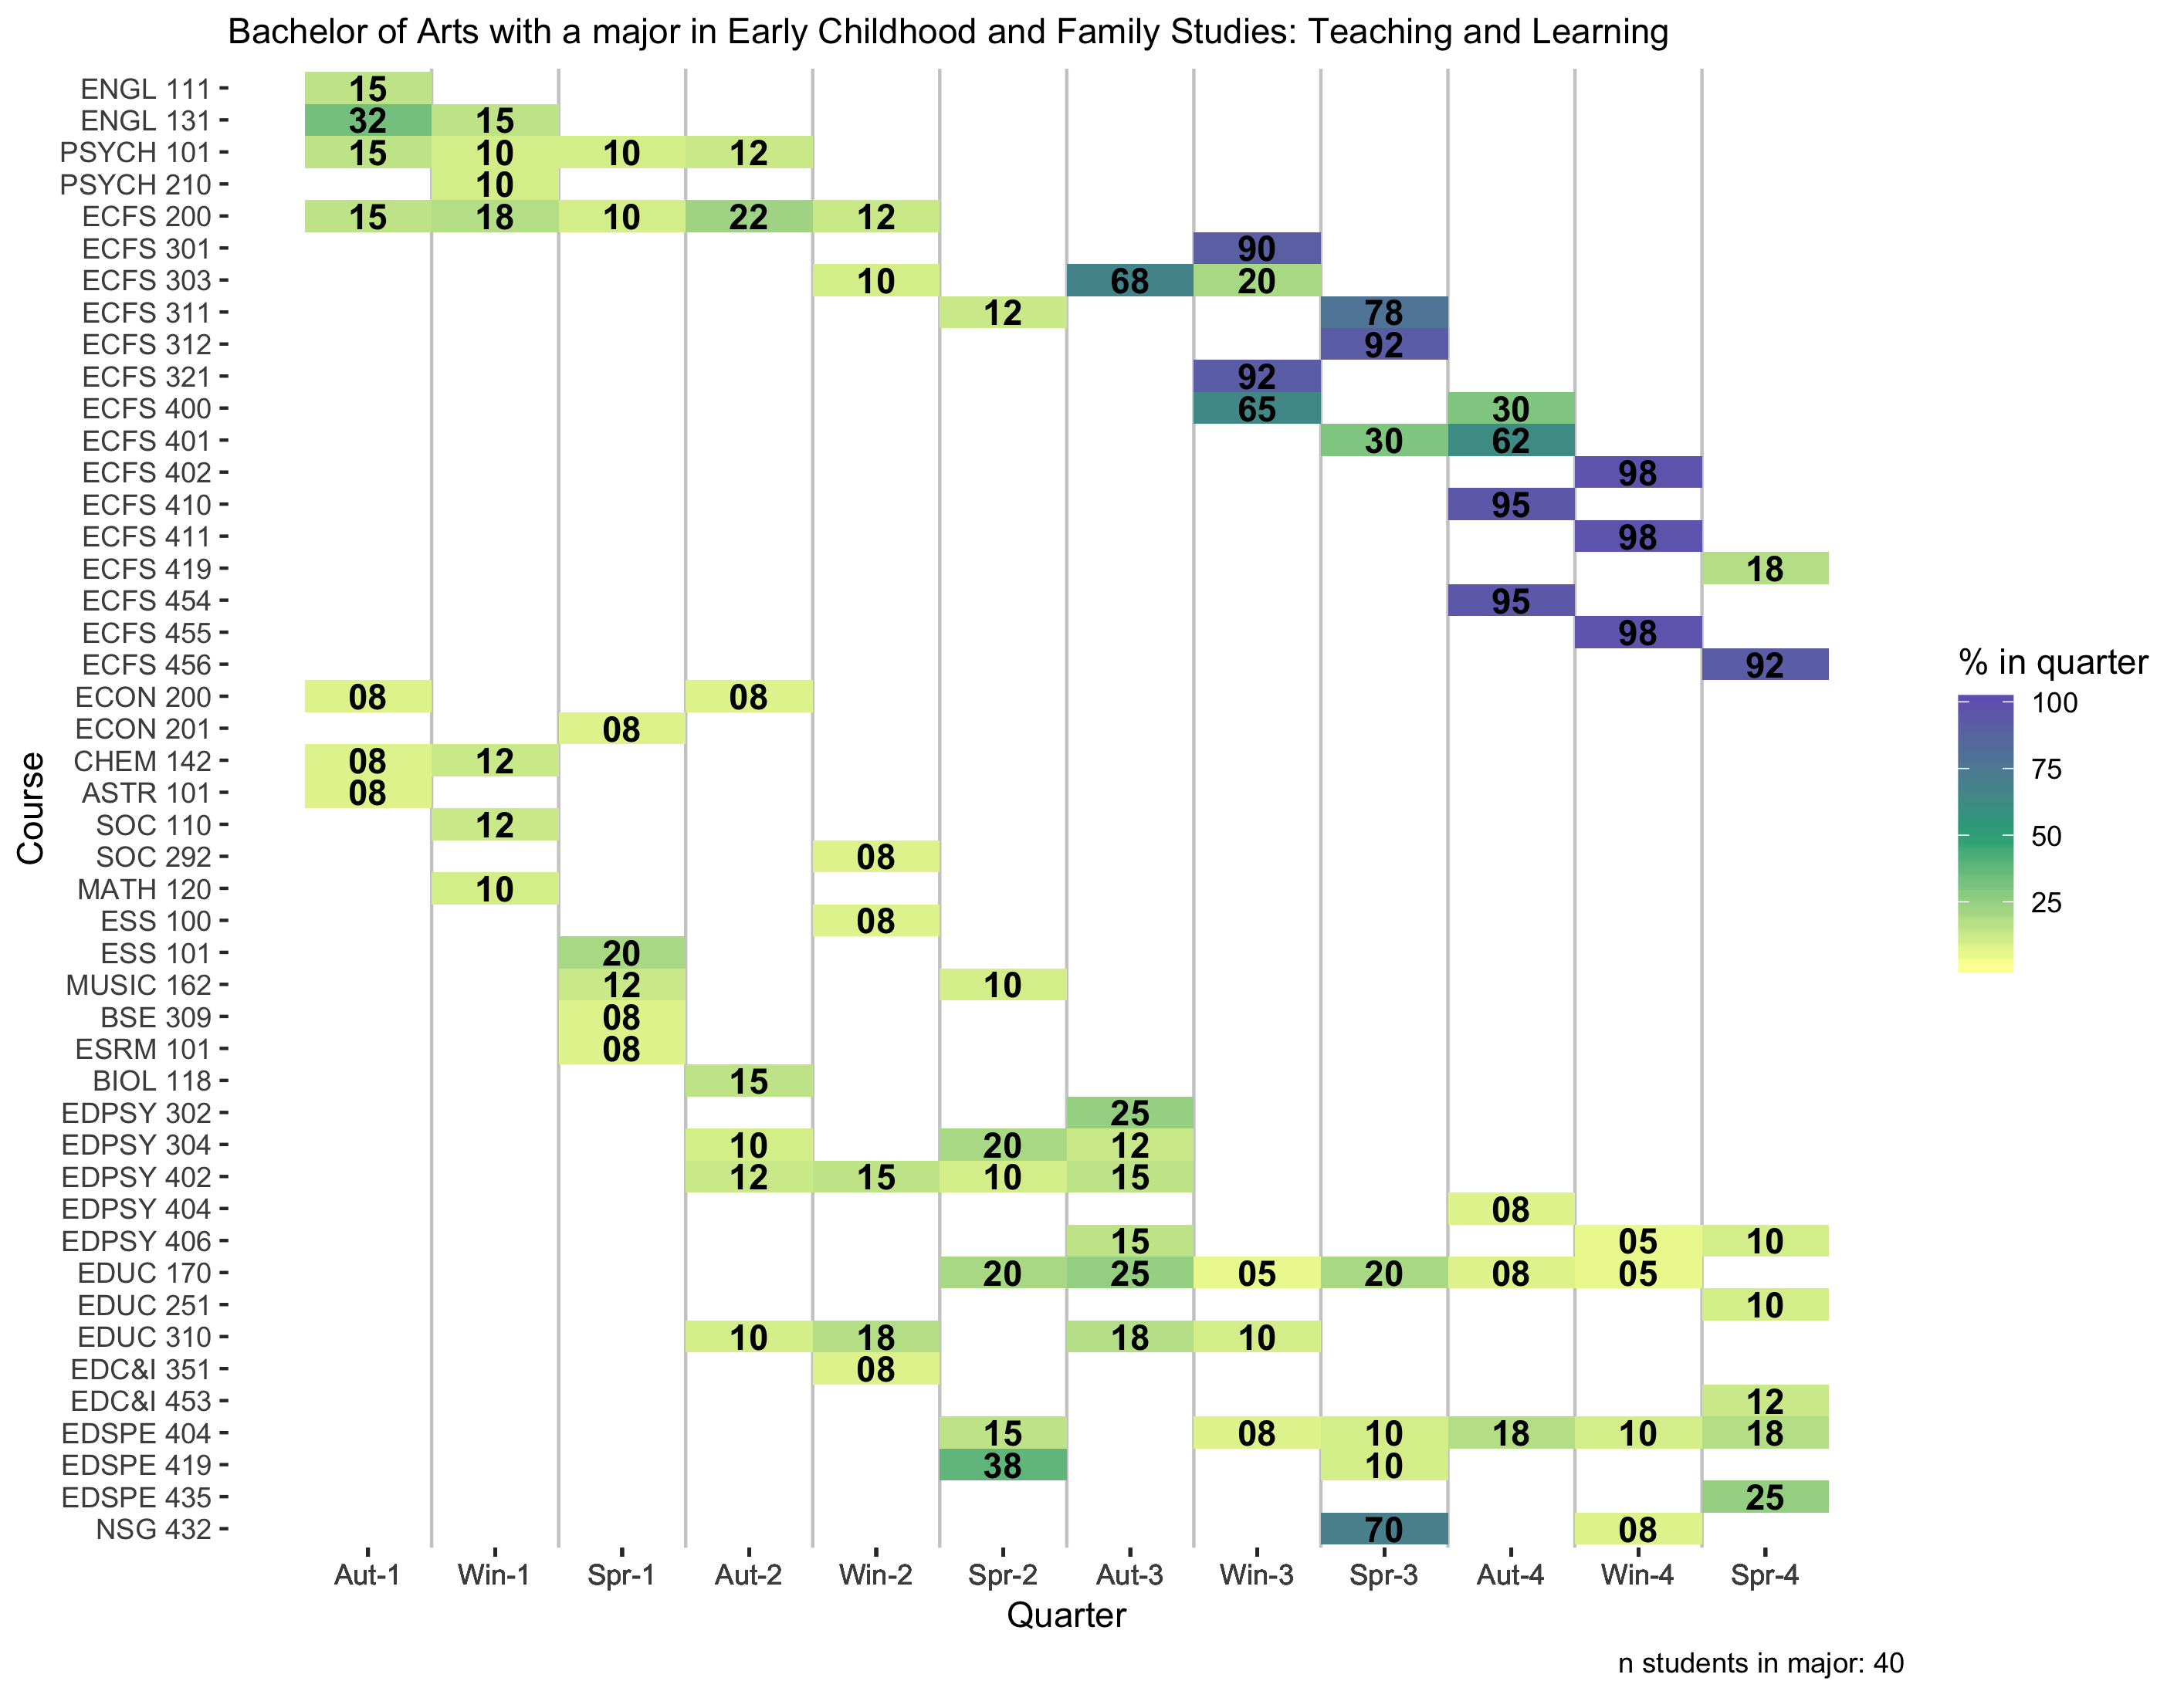 Bachelor of Arts with a major in Early Childhood and Family Studies: Teaching and Learning
ENGL 111 15
ENGL 131 32 15
PSYCH 101 15 10 10 12
PSYCH 210 10
ECFS 200 15 18 10 22 12
ECFS 301 90
ECFS 303 10 68 20
ECFS 311 12 78
ECFS 312 92
ECFS 321 92
ECFS 400 65 30
ECFS 401 30 62
ECFS 402 98
ECFS 410 95
ECFS 411 98
ECFS 419 18
ECFS 454 95
ECFS 455 98
ECFS 456 92
ECON 200 08 08
ECON 201 08
CHEM 142 08 12
ASTR 101 08
SOC 110 12
SOC 292 08
MATH 120 10
ESS 100 08
ESS 101 20
MUSIC 162 12 10
BSE 309 08
ESRM 101 08
BIOL 118 15
EDPSY 302 25
EDPSY 304 10 20 12
EDPSY 402 12 15 10 15
EDPSY 404 08
EDPSY 406 15 05 10
EDUC 170 20 25 05 20 08 05
EDUC 251 10
EDUC 310 10 18 18 10
EDC&I 351 08
EDC&I 453 12
EDSPE 404 15 08 10 18 10 18
EDSPE 419 38 10
EDSPE 435 25
NSG 432 70 08
Aut-1 Win-1 Spr-1 Aut-2 Win-2 Spr-2 Aut-3 Win-3 Spr-3 Aut-4 Win-4 Spr-4
Quarter
Course
% in quarter
100
75
50
25
n students in major: 40